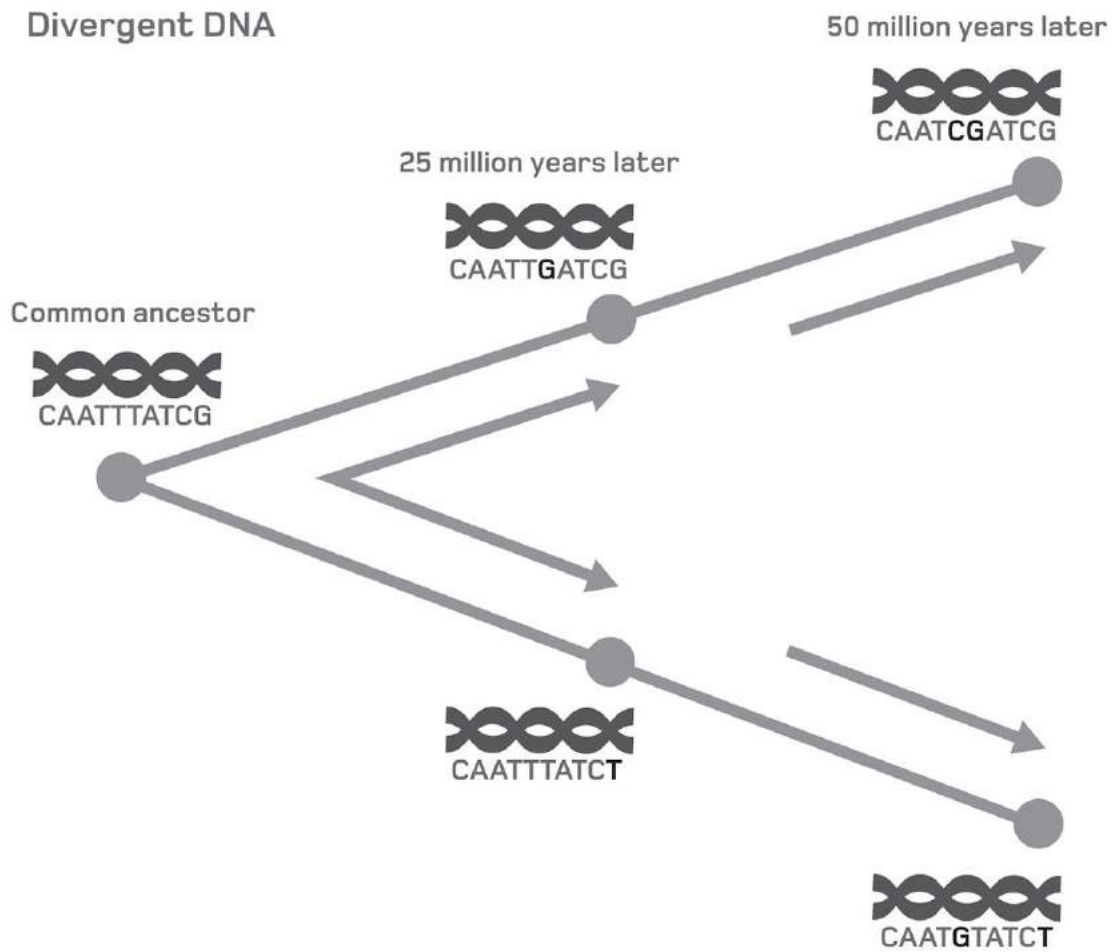 Divergent DNA
50 million years later
CAATCGATCG
25 million years later
CAATTGATCG
Common ancestor
CAATTTATCG
CAATTTATCT
CAATGTATCT